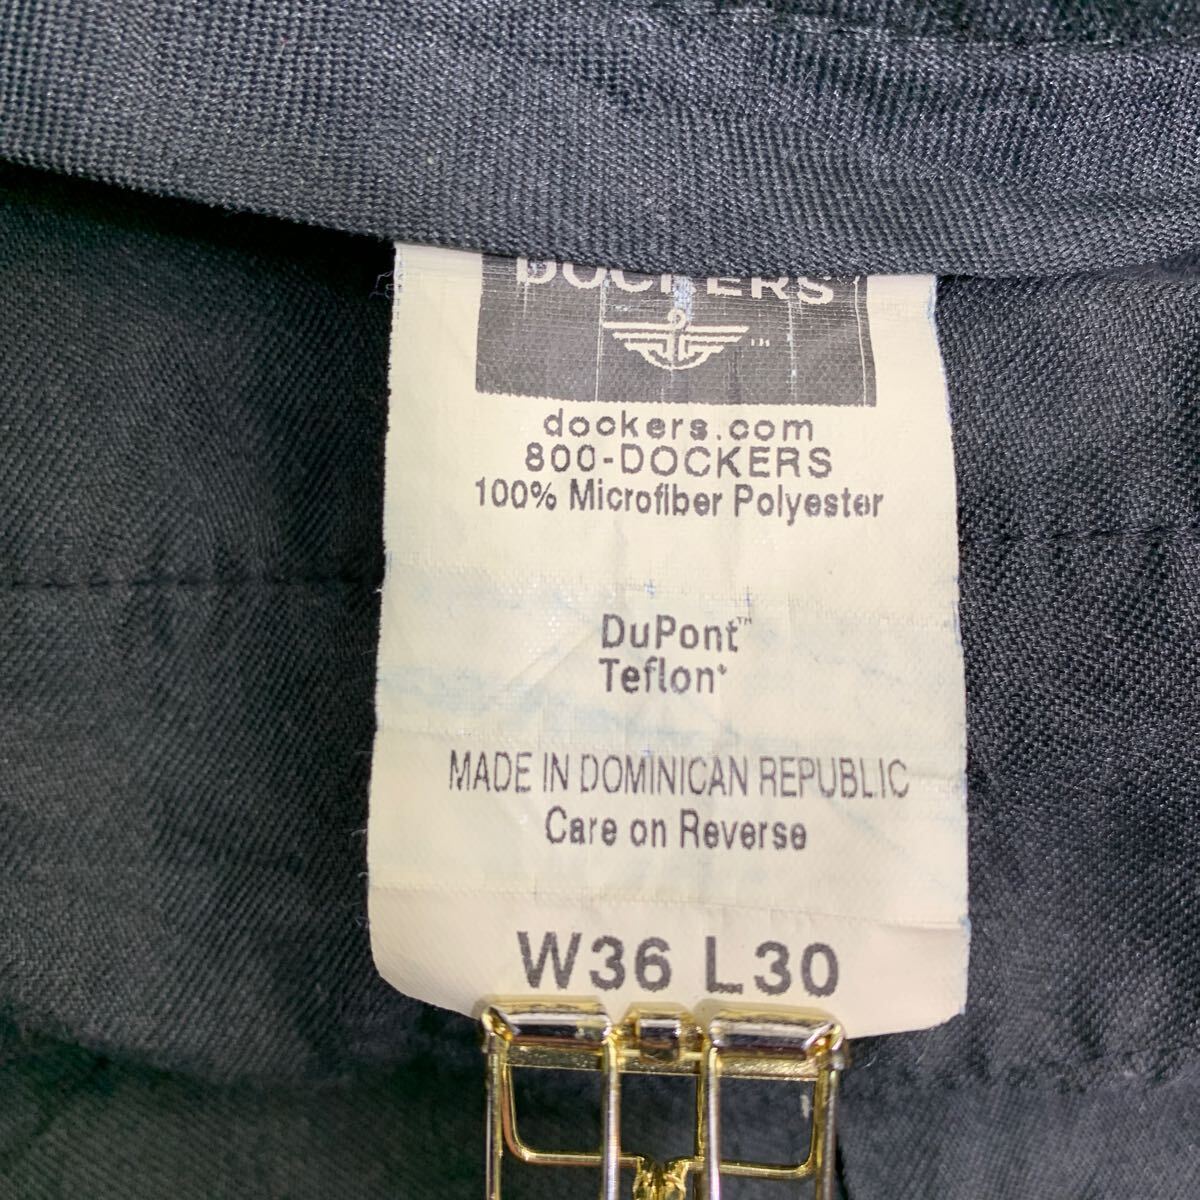 DOCKERS
dockers.com
800-DOCKERS
100% Microfiber Polyester
DuPont™
Teflon®
MADE IN DOMINICAN REPUBLIC
Care on Reverse
W36 L30